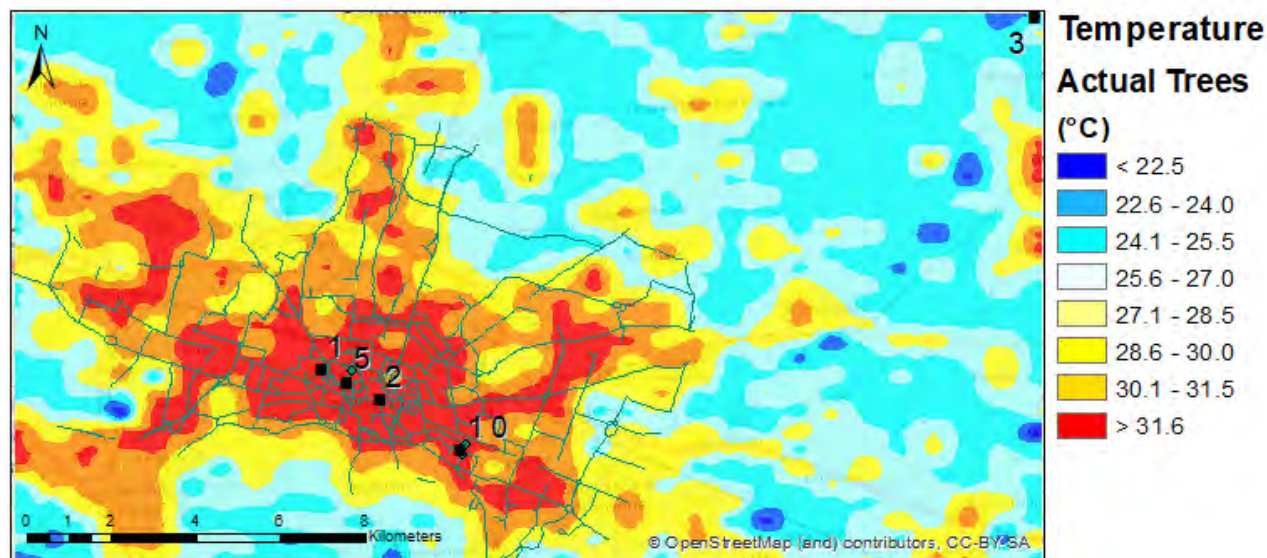 N
3
1
5
2
10
0 1 2 4 6 8
Kilometers
© OpenStreetMap (and) contributors, CC-BY-SA
Temperature
Actual Trees
(°C)
< 22.5
22.6 - 24.0
24.1 - 25.5
25.6 - 27.0
27.1 - 28.5
28.6 - 30.0
30.1 - 31.5
> 31.6